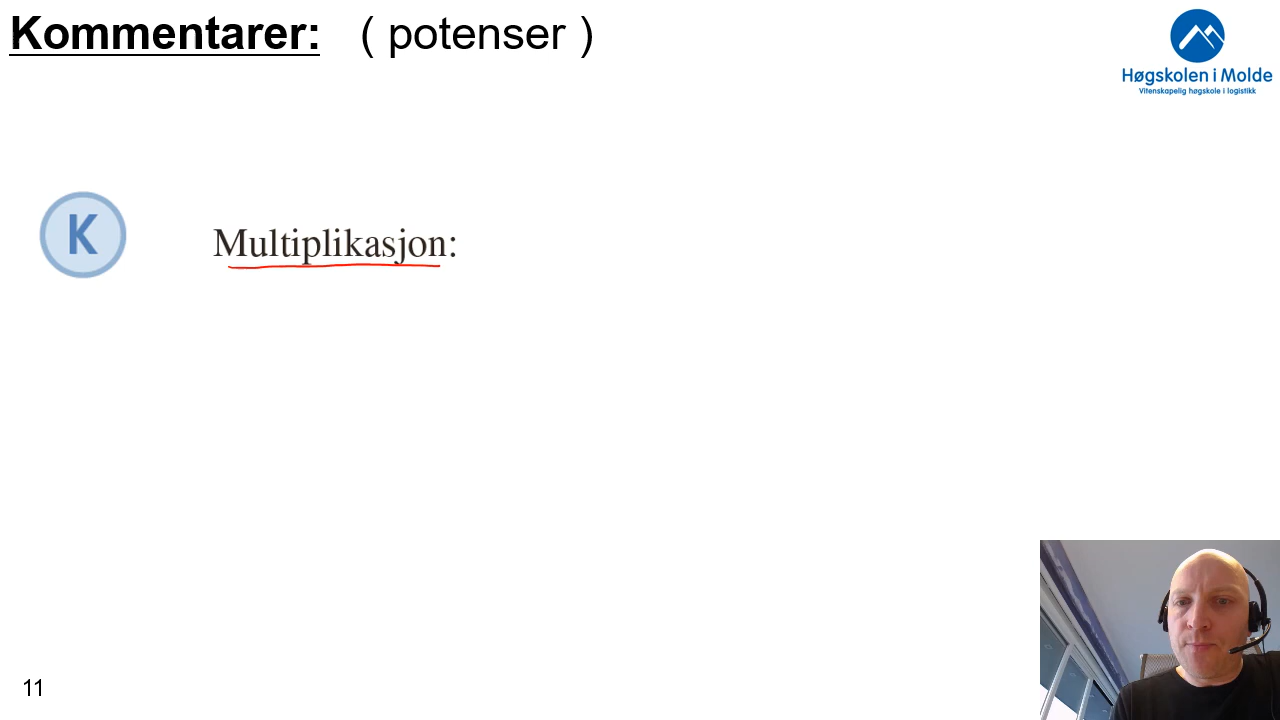 Kommentarer: ( potenser )
Høgskolen i Molde
Vitenskapelig høgskole i logistikk
K
Multiplikasjon:
11